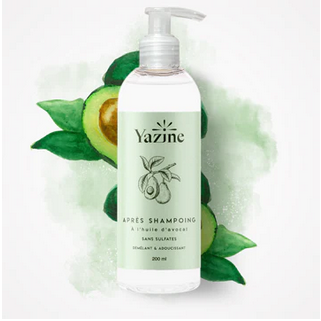 Yazine
APRÈS SHAMPOING
À l'huile d'avocat
SANS SULFATES
DÉMÊLANT & ADOUCISSANT
200 ml